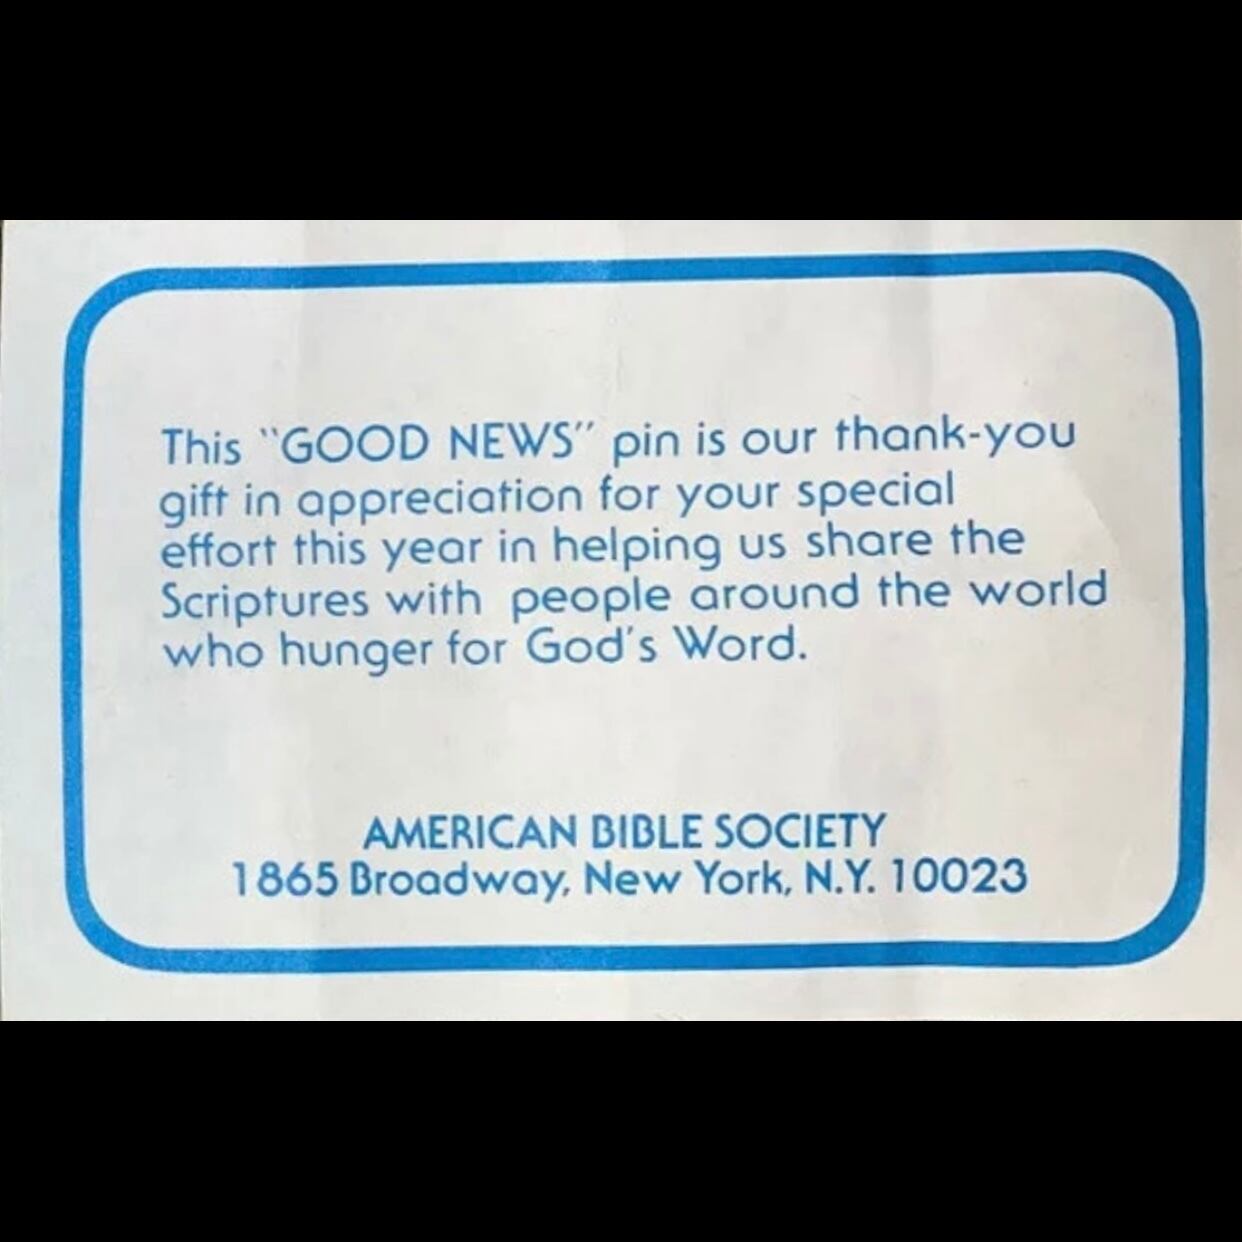 This "GOOD NEWS" pin is our thank-you
gift in appreciation for your special
effort this year in helping us share the
Scriptures with people around the world
who hunger for God's Word.
AMERICAN BIBLE SOCIETY
1865 Broadway, New York, N.Y. 10023